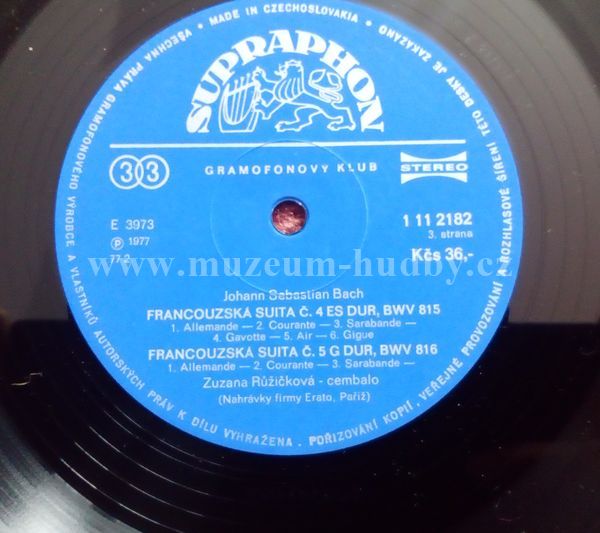 VŠECHNA PRÁVA GRAMOFONOVÉHO VÝROBCE A VLASTNÍKŮ AUTORSKÝCH PRÁV K DÍLU VYHRAŽENA . POŘIZOVÁNÍ KOPIÍ, VEŘEJNÉ PROVOZOVÁNÍ A ROZHLASOVÉ ŠÍŘENÍ TÉTO DESKY JE ZAKÁZÁNO • MADE IN CZECHOSLOVAKIA •
SUPRAPHON
33
GRAMOFONOVÝ KLUB
STEREO
E 3973
1 11 2182
Ⓟ 1977
3. strana
77-2
Kčs 36,-
www.muzeum-hudby.cz
Johann Sebastian Bach
FRANCOUZSKÁ SUITA Č. 4 ES DUR, BWV 815
1. Allemande — 2. Courante — 3. Sarabande —
4. Gavotte — 5. Air — 6. Gigue
FRANCOUZSKÁ SUITA Č. 5 G DUR, BWV 816
1. Allemande — 2. Courante — 3. Sarabande —
Zuzana Růžičková - cembalo
(Nahrávky firmy Erato, Paříž)